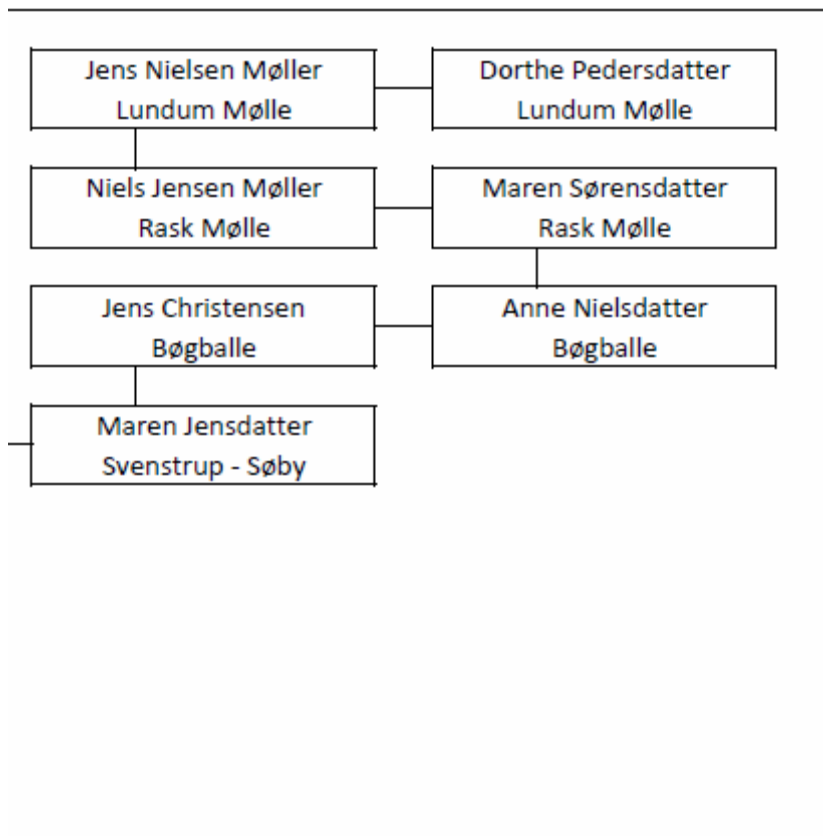 Jens Nielsen Møller
Lundum Mølle
Dorthe Pedersdatter
Lundum Mølle
Niels Jensen Møller
Rask Mølle
Maren Sørensdatter
Rask Mølle
Jens Christensen
Bøgballe
Anne Nielsdatter
Bøgballe
Maren Jensdatter
Svenstrup - Søby